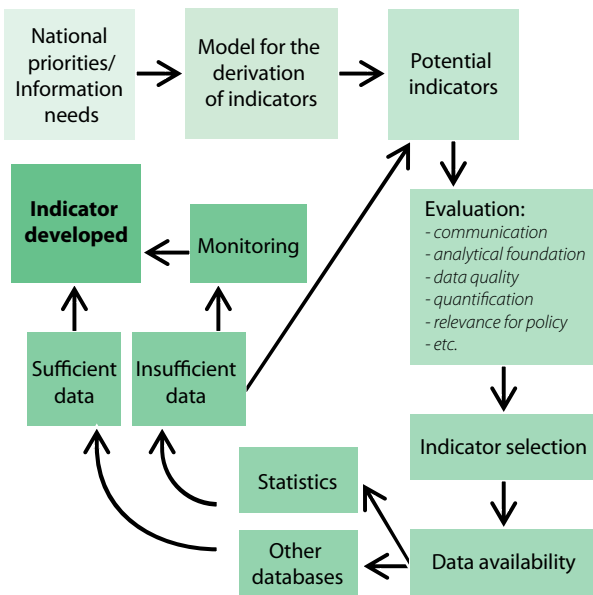 National
priorities/
Information
needs
Model for the
derivation
of indicators
Potential
indicators
Evaluation:
- communication
- analytical foundation
- data quality
- quantification
- relevance for policy
- etc.
Indicator
developed
Monitoring
Sufficient
data
Insufficient
data
Indicator selection
Statistics
Other
databases
Data availability